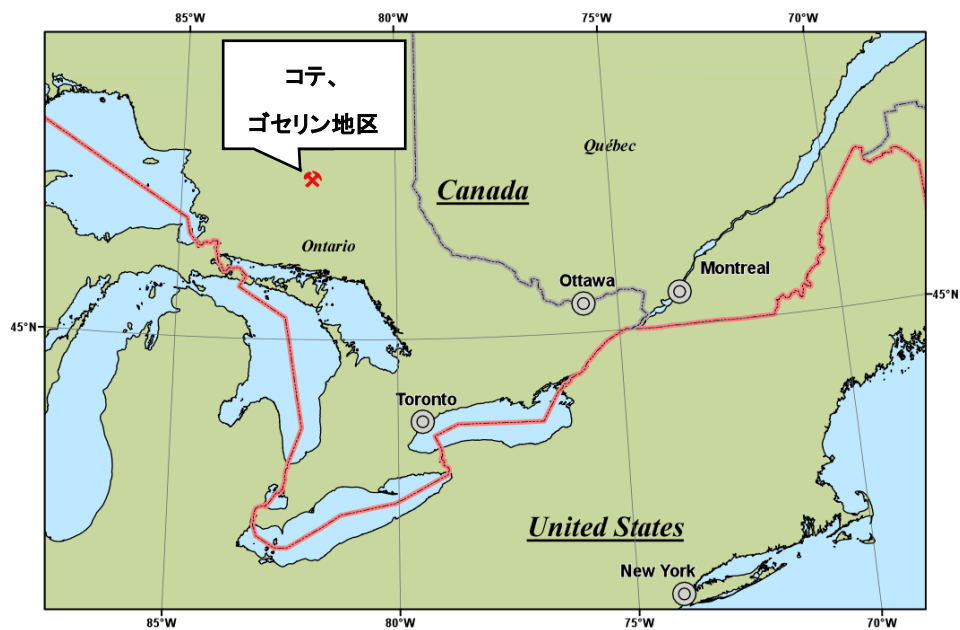 85°W
80°W
75°W
70°W
コテ、
ゴセリン地区
Québec
Canada
Ontario
Ottawa
Montreal
45°N
45°N
Toronto
United States
New York
85°W
80°W
75°W
70°W